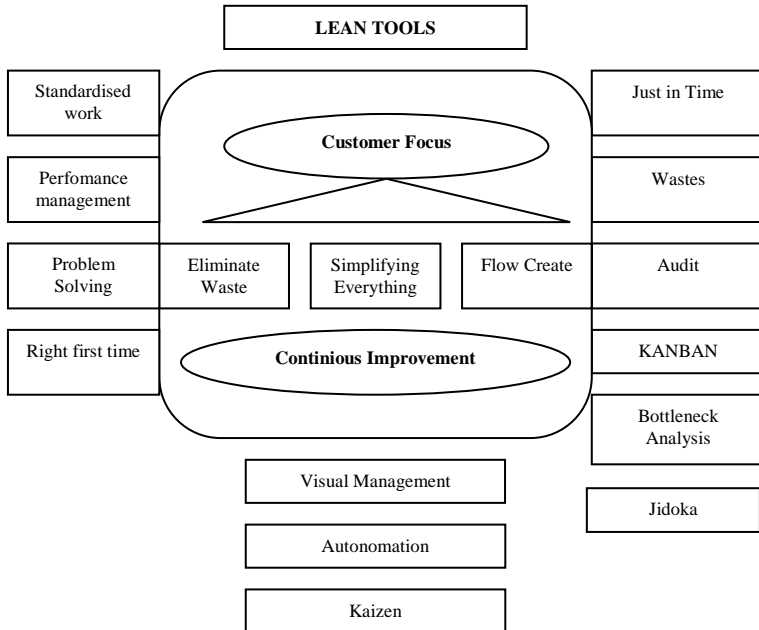 LEAN TOOLS
Standardised
work
Just in Time
Customer Focus
Perfomance
management
Wastes
Problem
Solving
Eliminate
Waste
Simplifying
Everything
Flow Create
Audit
Right first time
Continious Improvement
KANBAN
Bottleneck
Analysis
Visual Management
Jidoka
Autonomation
Kaizen